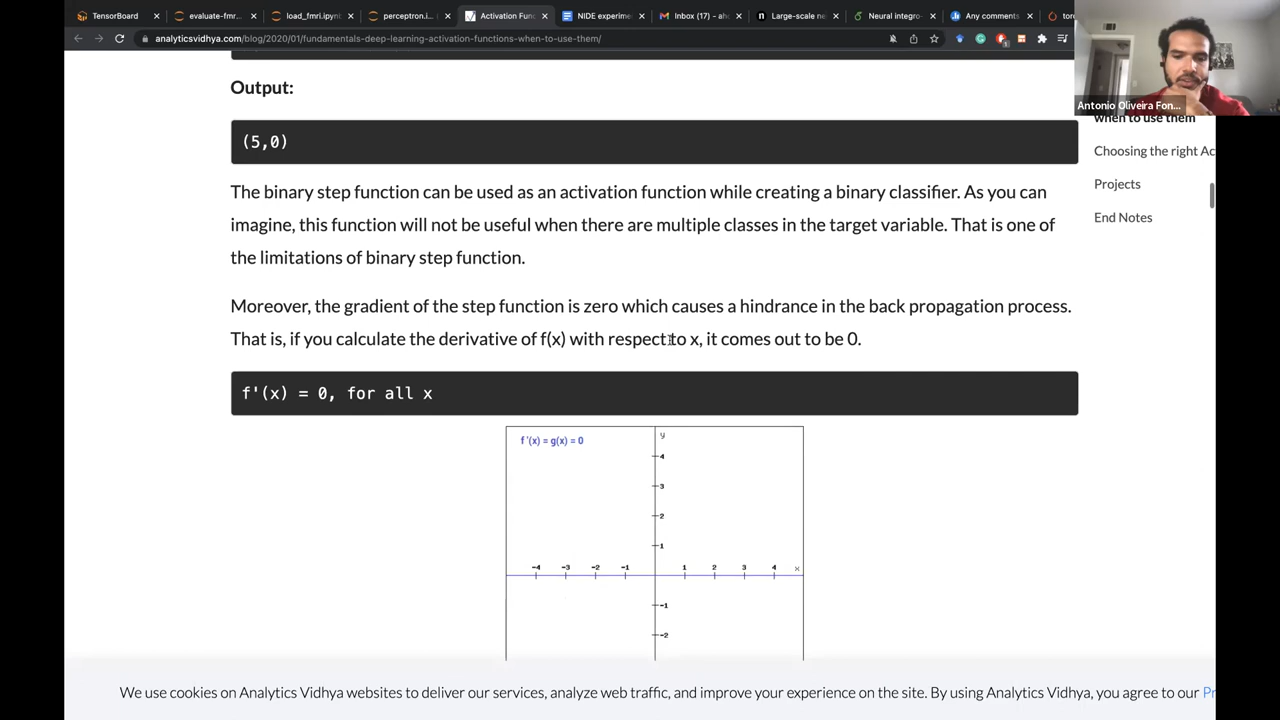 TensorBoard
evaluate-fmr...
load_fmri.ipyn
perceptron.i...
Activation Fun
NIDE experime
Inbox (17) - ah
Large-scale ne
Neural integro-
Any comments
tore
analyticsvidhya.com/blog/2020/01/fundamentals-deep-learning-activation-functions-when-to-use-them/
Antonio Oliveira Fon...
when to use them
Output:
(5,0)
Choosing the right Ac
Projects
End Notes
The binary step function can be used as an activation function while creating a binary classifier. As you can
imagine, this function will not be useful when there are multiple classes in the target variable. That is one of
the limitations of binary step function.
Moreover, the gradient of the step function is zero which causes a hindrance in the back propagation process.
That is, if you calculate the derivative of f(x) with respect to x, it comes out to be 0.
f'(x) = 0, for all x
f'(x) = g(x) = 0
y
4
3
2
1
-4 -3 -2 -1 1 2 3 4 x
-1
-2
We use cookies on Analytics Vidhya websites to deliver our services, analyze web traffic, and improve your experience on the site. By using Analytics Vidhya, you agree to our Pr